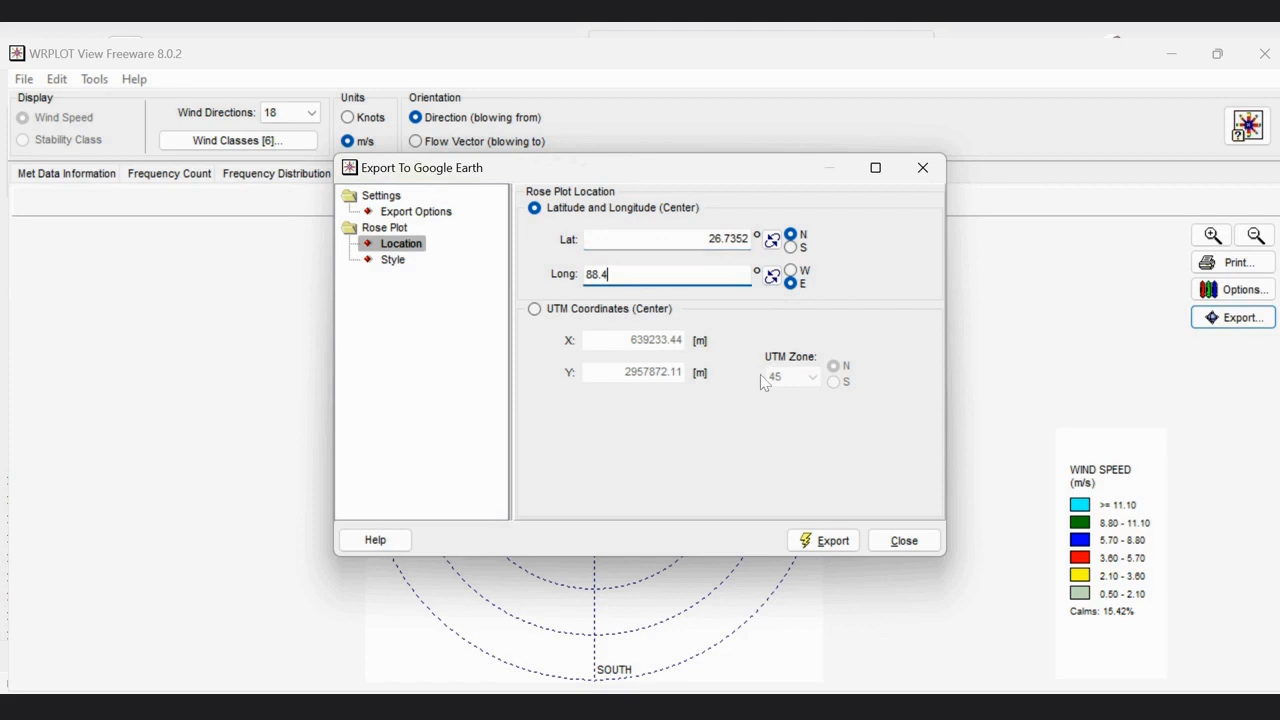 WRPLOT View Freeware 8.0.2
File Edit Tools Help
Display
Wind Speed
Stability Class
Wind Directions: 18
Wind Classes [6]...
Units
Knots
m/s
Orientation
Direction (blowing from)
Flow Vector (blowing to)
Met Data Information Frequency Count Frequency Distribution
Export To Google Earth
Settings
Export Options
Rose Plot
Location
Style
Rose Plot Location
Latitude and Longitude (Center)
Lat: 26.7352 ° N
S
Long: 88.4 ° W
E
UTM Coordinates (Center)
X: 639233.44 [m]
Y: 2957872.11 [m]
UTM Zone:
45
N
S
Help
Export
Close
Print...
Options...
Export...
WIND SPEED
(m/s)
>= 11.10
8.80 - 11.10
5.70 - 8.80
3.60 - 5.70
2.10 - 3.60
0.50 - 2.10
Calms: 15.42%
SOUTH